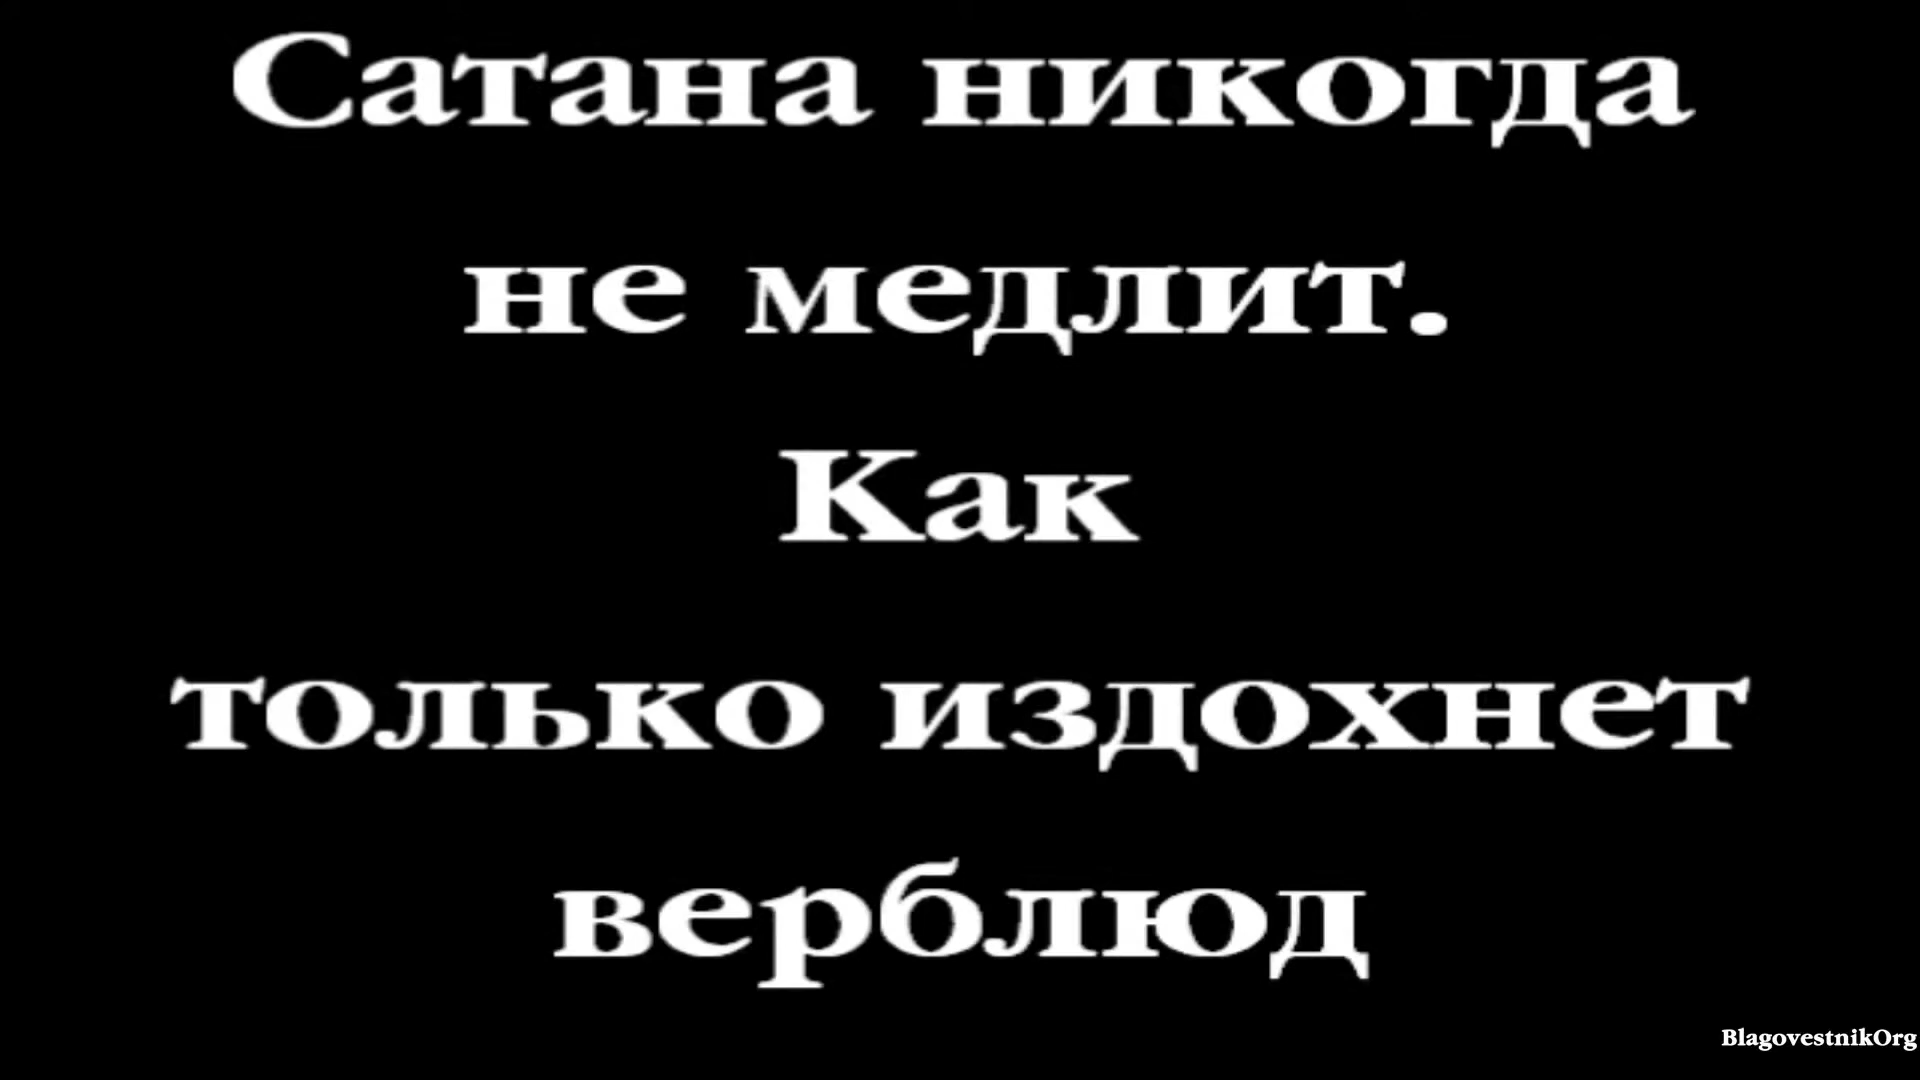 Сатана никогда
не медлит.
Как
только издохнет
верблюд
BlagovestnikOrg